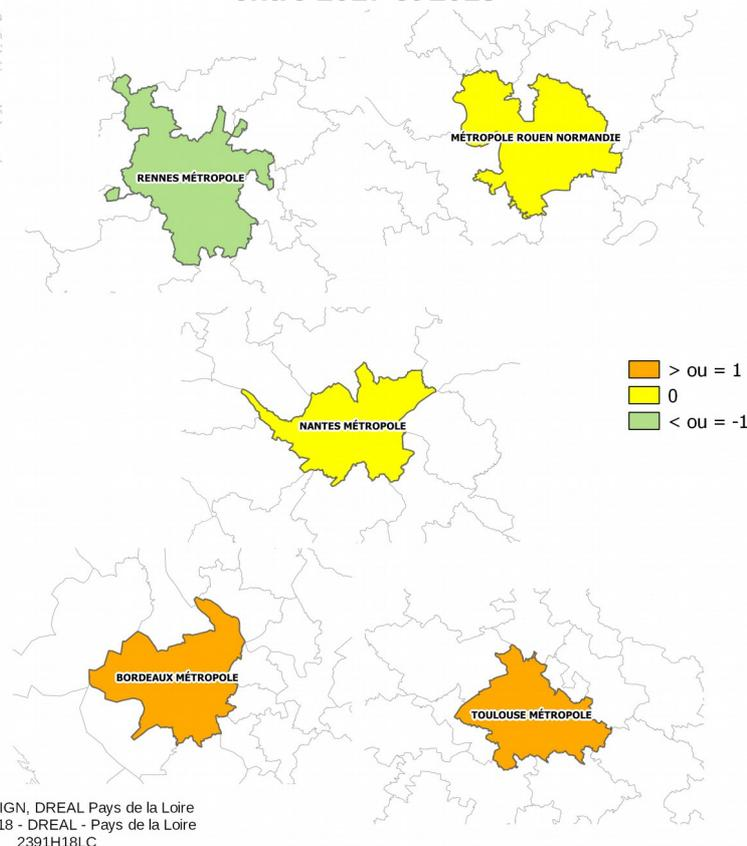 RENNES MÉTROPOLE
MÉTROPOLE ROUEN NORMANDIE
NANTES MÉTROPOLE
> ou = 1
0
< ou = -1
BORDEAUX MÉTROPOLE
TOULOUSE MÉTROPOLE
IGN, DREAL Pays de la Loire
18 - DREAL - Pays de la Loire
2391H18LC